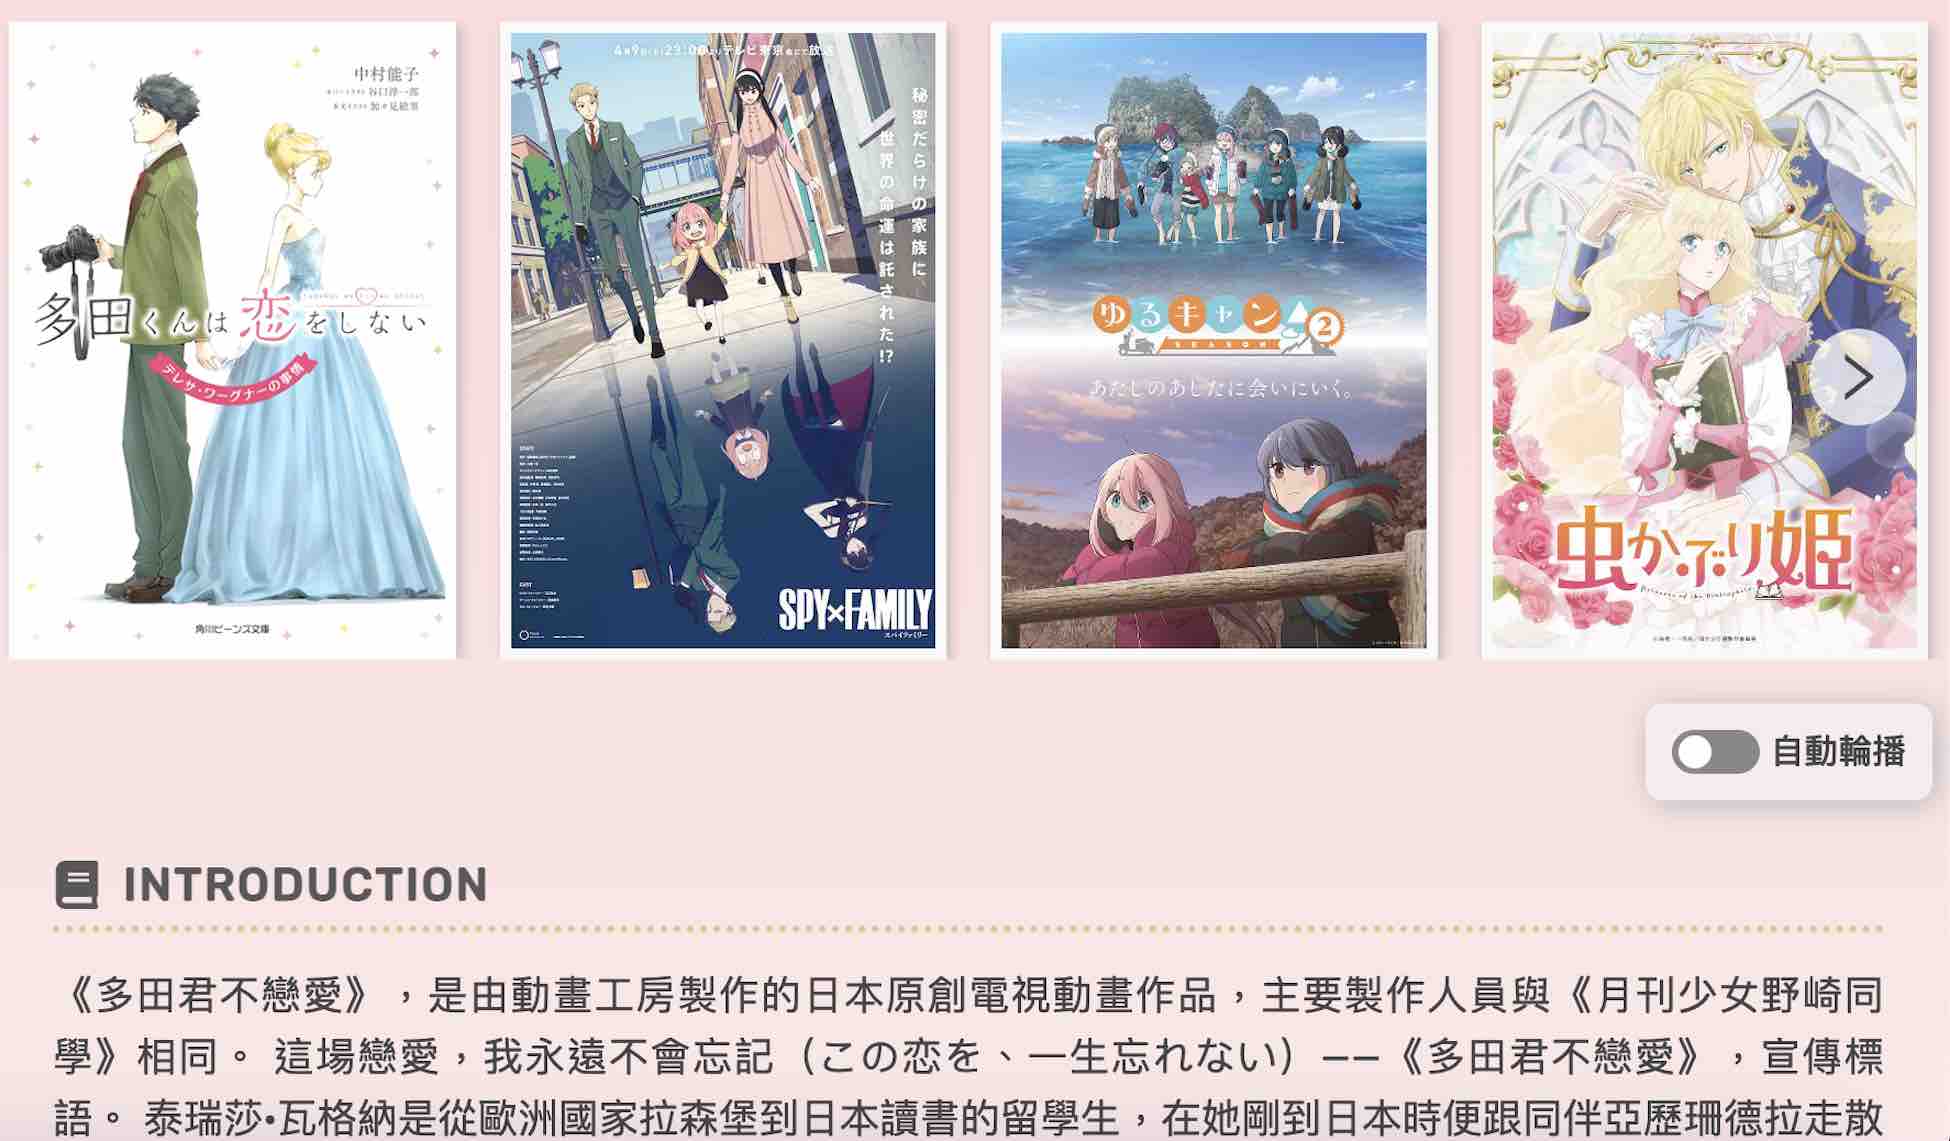 中村能子
谷口淳一郎
加々見絵里
多田くんは恋をしない
テレサ・ワーグナーの事情
角川ビーンズ文庫
4月9日(土)23:00よりテレビ東京ほかにて放送
秘密だらけの家族に、
世界の命運は託された!?
STAFF
CAST
SPY×FAMILY
スパイファミリー
ゆるキャン△2
SEASON
あたしのあしたに会いにいく。
虫かぶり姫
Princess of the Bibliophile
自動輪播
INTRODUCTION
《多田君不戀愛》，是由動畫工房製作的日本原創電視動畫作品，主要製作人員與《月刊少女野崎同
學》相同。 這場戀愛，我永遠不會忘記（この恋を、一生忘れない）——《多田君不戀愛》，宣傳標
語。 泰瑞莎•瓦格納是從歐洲國家拉森堡到日本讀書的留學生，在她剛到日本時便跟同伴亞歷珊德拉走散